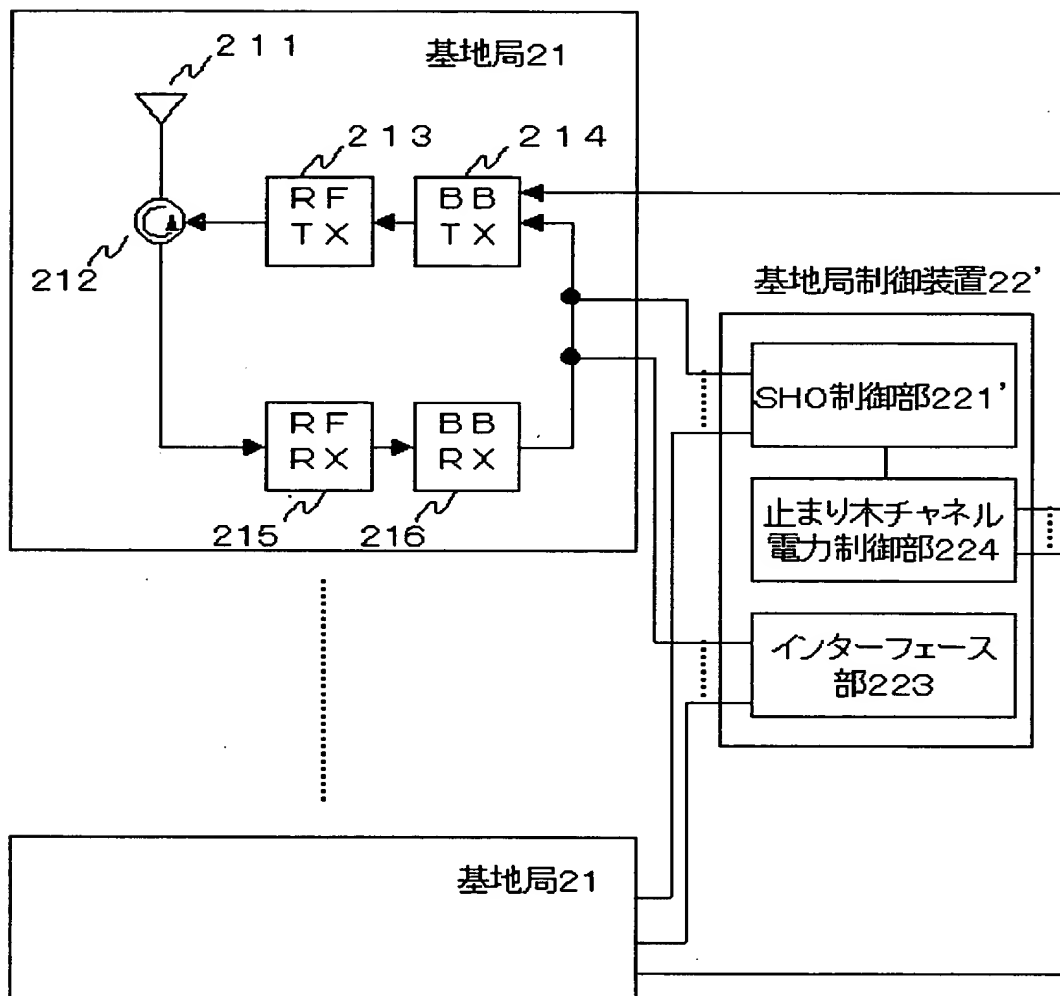 211
基地局21
213
214
RF
TX
BB
TX
212
基地局制御装置22'
SHO制御部221'
RF
RX
BB
RX
215
216
止まり木チャネル
電力制御部224
インターフェース
部223
基地局21